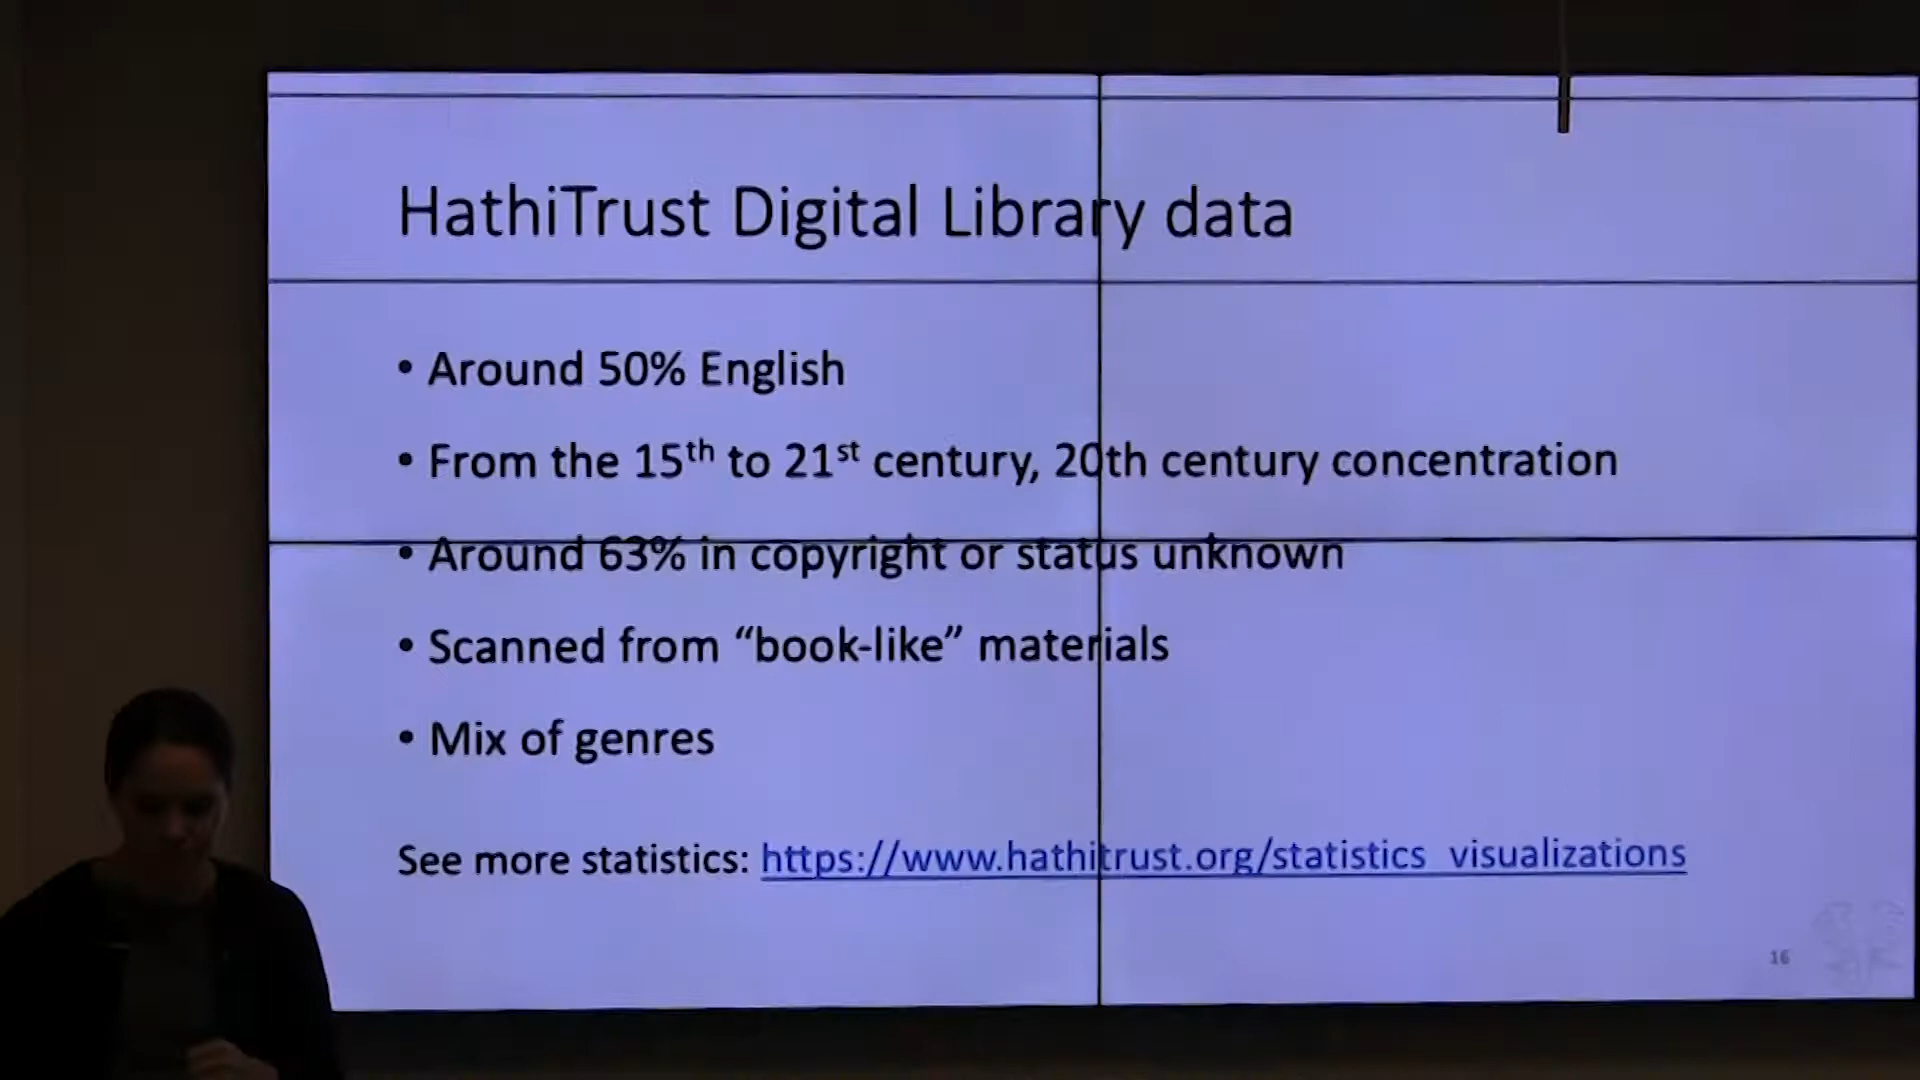 HathiTrust Digital Library data
• Around 50% English
• From the 15th to 21st century, 20th century concentration
• Around 63% in copyright or status unknown
• Scanned from “book-like” materials
• Mix of genres
See more statistics: https://www.hathitrust.org/statistics_visualizations
16